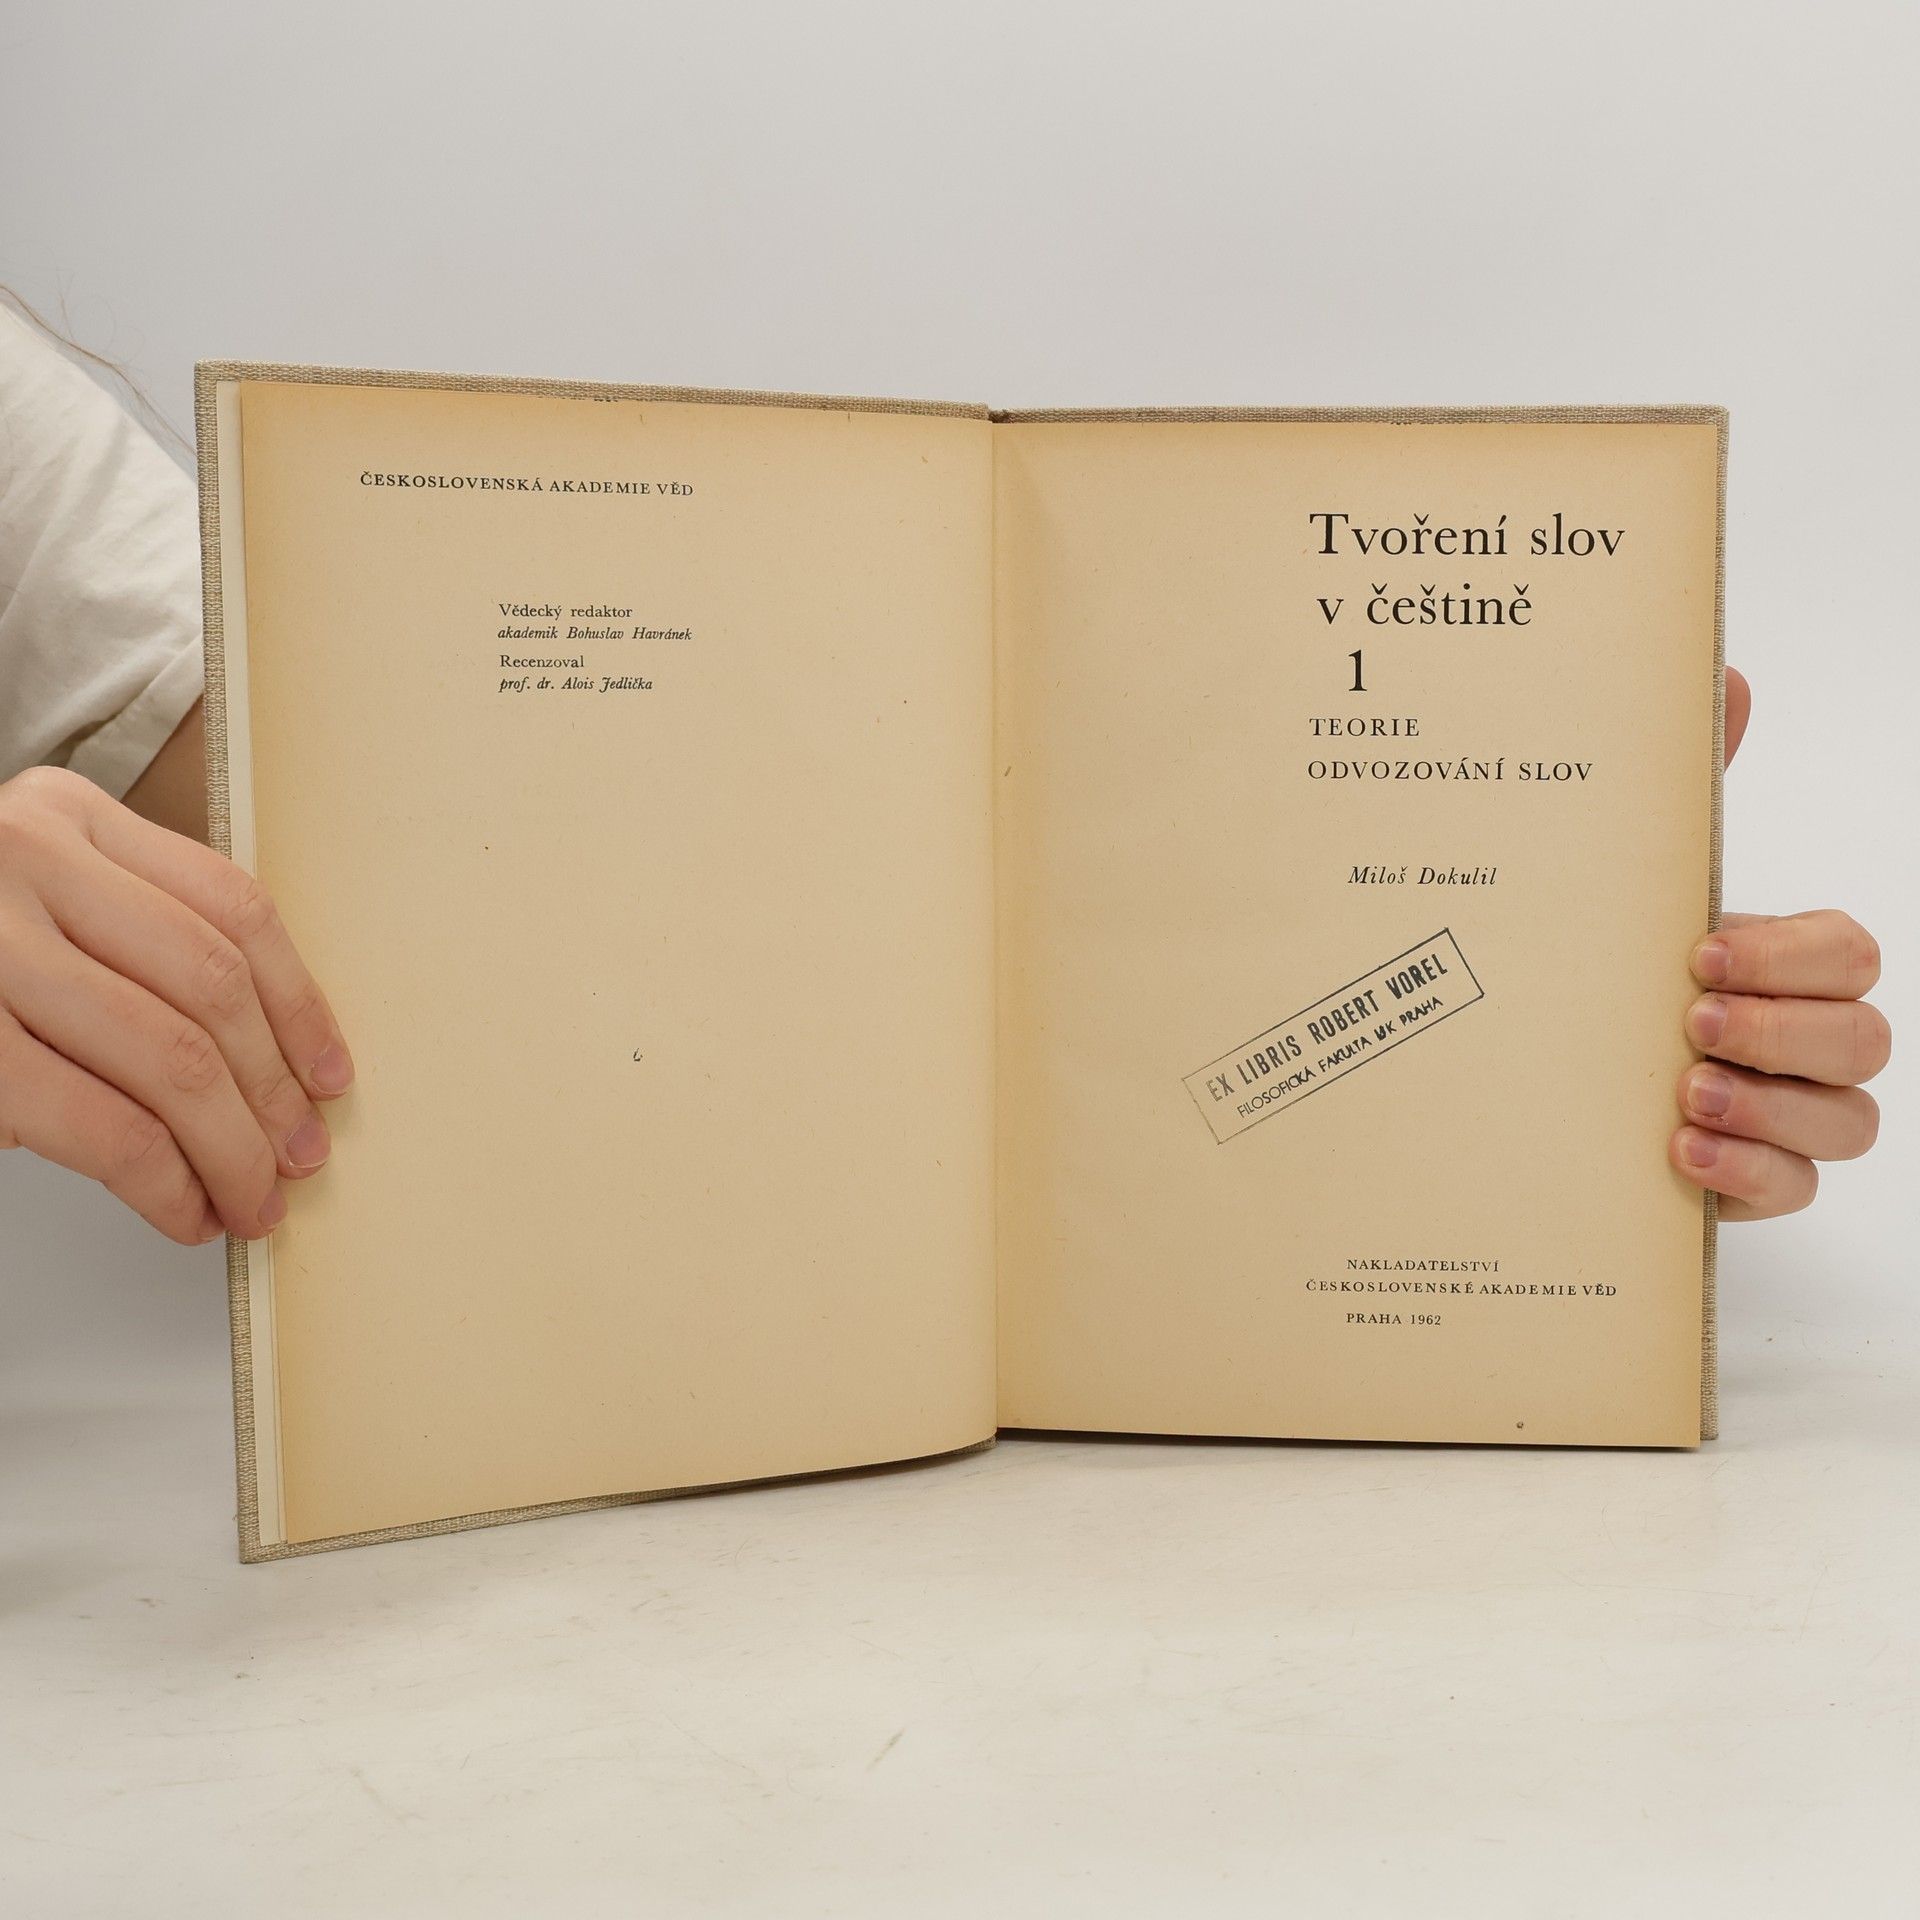 ČESKOSLOVENSKÁ AKADEMIE VĚD
Vědecký redaktor
akademik Bohuslav Havránek
Recenzoval
prof. dr. Alois Jedlička
Tvoření slov
v češtině
1
TEORIE
ODVOZOVÁNÍ SLOV
Miloš Dokulil
EX LIBRIS ROBERT VOREL
FILOSOFICKÁ FAKULTA UK PRAHA
NAKLADATELSTVÍ
ČESKOSLOVENSKÉ AKADEMIE VĚD
PRAHA 1962